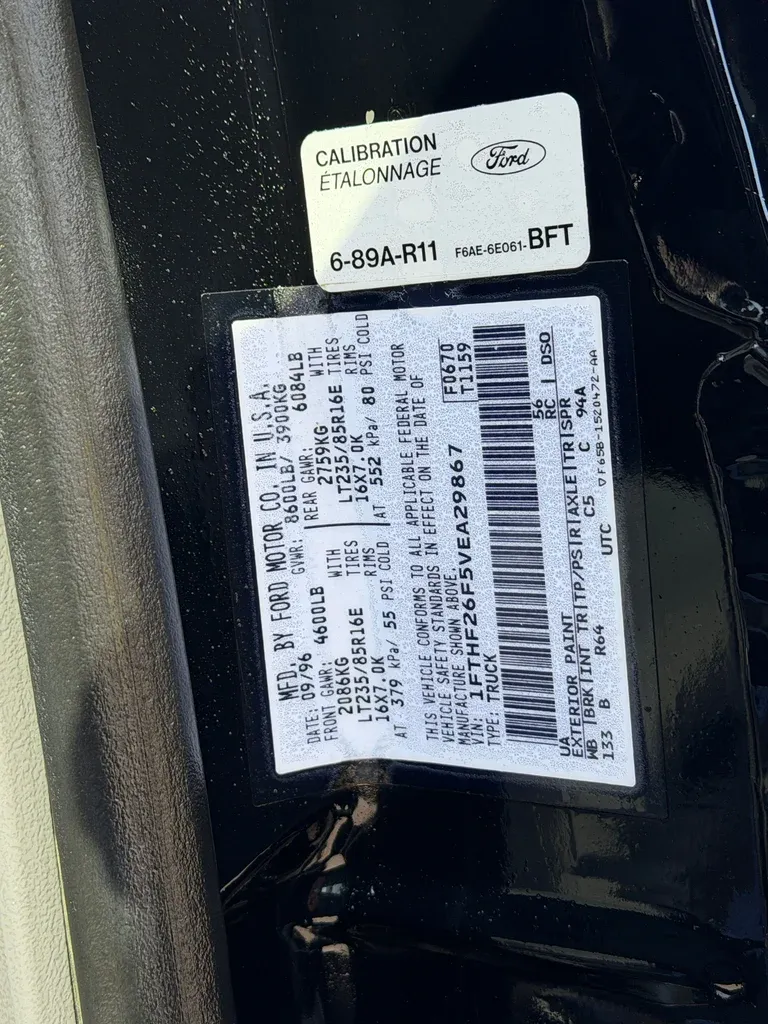 CALIBRATION
ÉTALONNAGE
Ford
6-89A-R11 F6AE-6E061-BFT
MFD. BY FORD MOTOR CO. IN U.S.A.
DATE: 09/96 GVWR: 8600LB/ 3900KG
FRONT GAWR: 4600LB REAR GAWR: 6084LB
2086KG WITH 2759KG WITH
LT235/85R16E TIRES LT235/85R16E TIRES
16X7.0K RIMS 16X7.0K RIMS
AT 379 kPa/ 55 PSI COLD AT 552 kPa/ 80 PSI COLD
THIS VEHICLE CONFORMS TO ALL APPLICABLE FEDERAL MOTOR
VEHICLE SAFETY STANDARDS IN EFFECT ON THE DATE OF
MANUFACTURE SHOWN ABOVE.
VIN: 1FTHF26F5VEA29867 F0670
TYPE: TRUCK T1159
UA 56
EXTERIOR PAINT RC DSO
WB BRK INT TR TP/PS R AXLE TR SPR
133 B R64 UTC C5 C 94A
▽F65B-1520472-AA